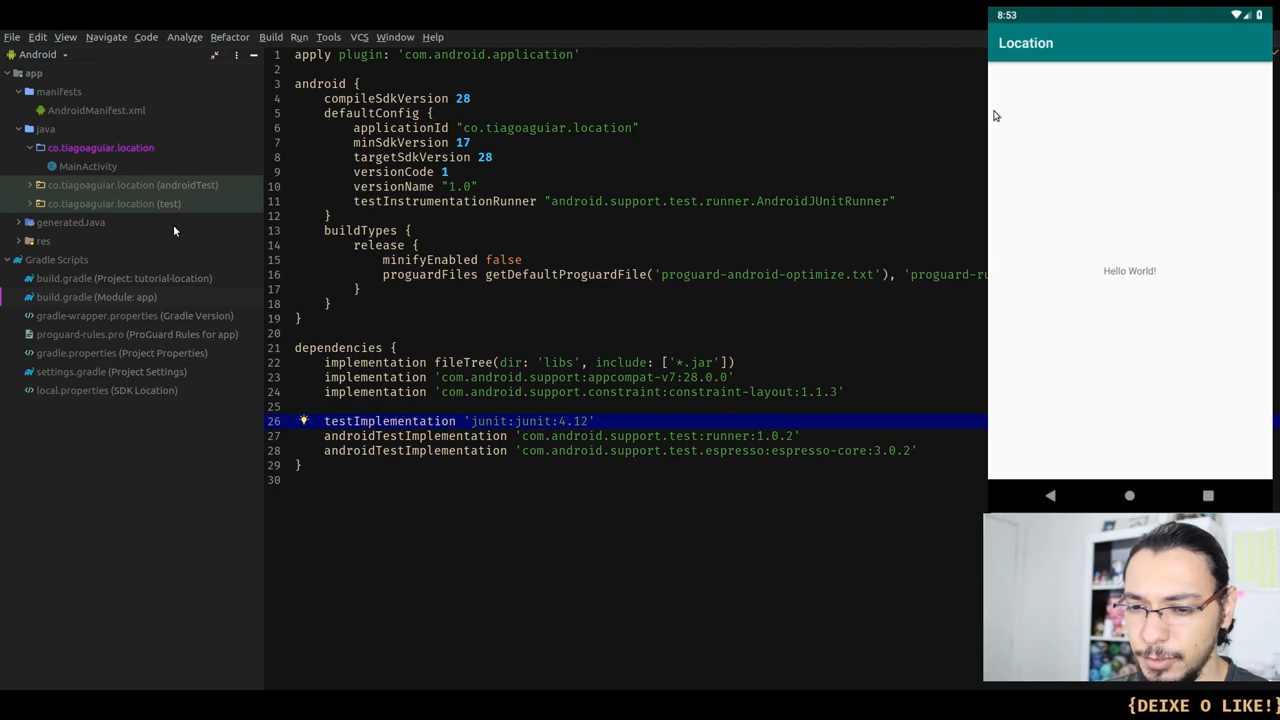 File Edit View Navigate Code Analyze Refactor Build Run Tools VCS Window Help
Android
app
manifests
AndroidManifest.xml
java
co.tiagoaguiar.location
MainActivity
co.tiagoaguiar.location (androidTest)
co.tiagoaguiar.location (test)
generatedJava
res
Gradle Scripts
build.gradle (Project: tutorial-location)
build.gradle (Module: app)
gradle-wrapper.properties (Gradle Version)
proguard-rules.pro (ProGuard Rules for app)
gradle.properties (Project Properties)
settings.gradle (Project Settings)
local.properties (SDK Location)
1 apply plugin: 'com.android.application'
2
3 android {
4 compileSdkVersion 28
5 defaultConfig {
6 applicationId "co.tiagoaguiar.location"
7 minSdkVersion 17
8 targetSdkVersion 28
9 versionCode 1
10 versionName "1.0"
11 testInstrumentationRunner "android.support.test.runner.AndroidJUnitRunner"
12 }
13 buildTypes {
14 release {
15 minifyEnabled false
16 proguardFiles getDefaultProguardFile('proguard-android-optimize.txt'), 'proguard-ru
17 }
18 }
19 }
20
21 dependencies {
22 implementation fileTree(dir: 'libs', include: ['*.jar'])
23 implementation 'com.android.support:appcompat-v7:28.0.0'
24 implementation 'com.android.support.constraint:constraint-layout:1.1.3'
25
26 testImplementation 'junit:junit:4.12'
27 androidTestImplementation 'com.android.support.test:runner:1.0.2'
28 androidTestImplementation 'com.android.support.test.espresso:espresso-core:3.0.2'
29 }
30
8:53
Location
Hello World!
{DEIXE O LIKE!}